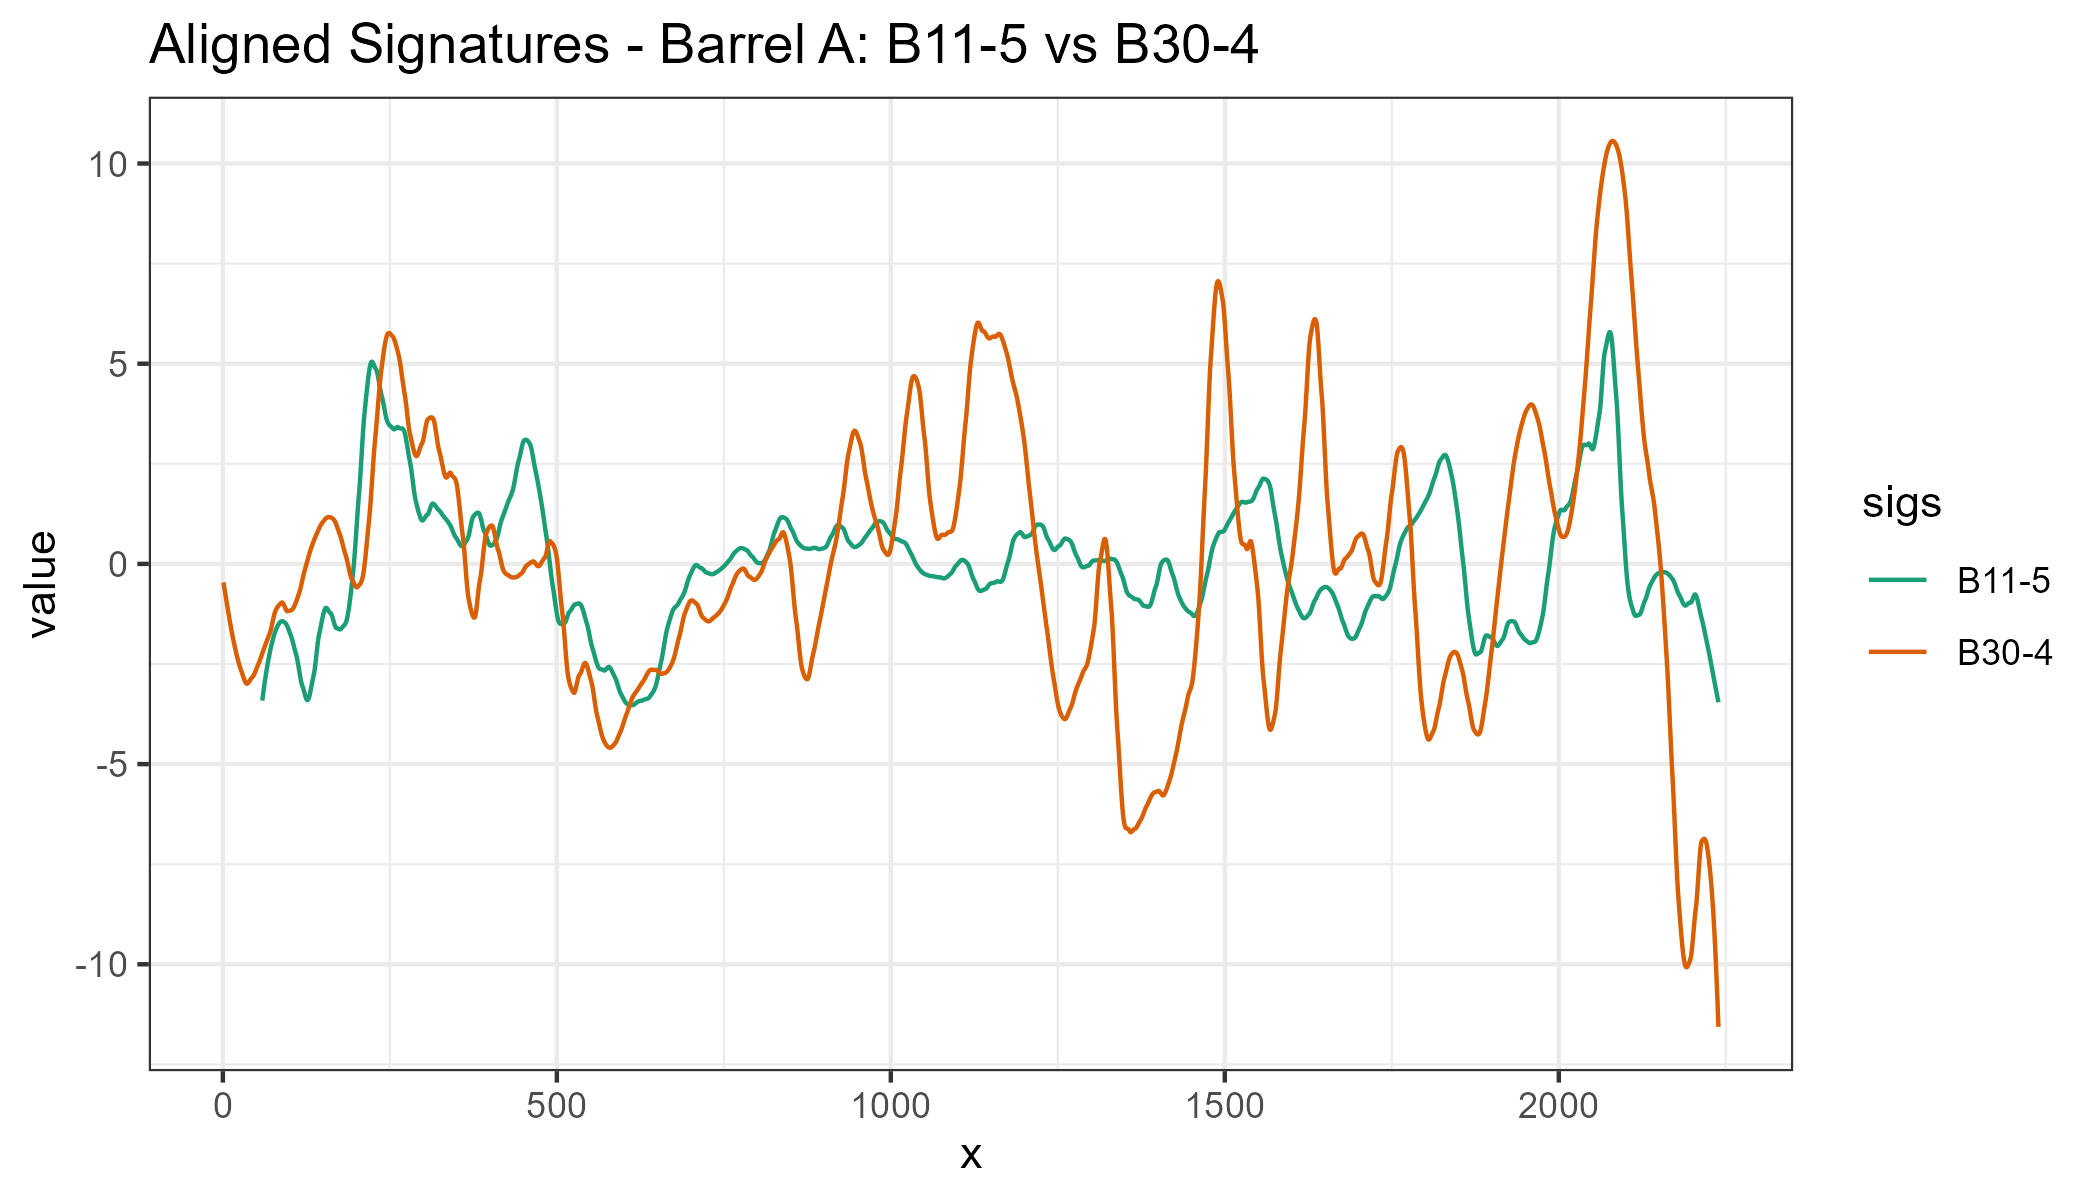 Aligned Signatures - Barrel A: B11-5 vs B30-4
10
5
0
-5
-10
value
0 500 1000 1500 2000
x
sigs
B11-5
B30-4